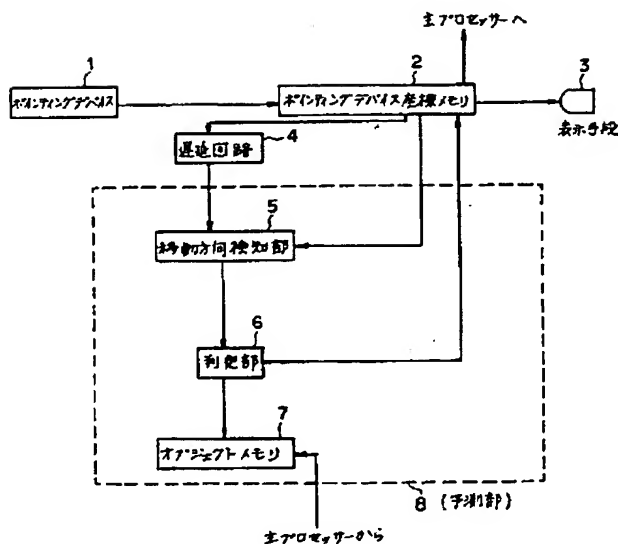 主プロセッサーへ
1
2
3
ポインティングデバイス
ポインティングデバイス座標メモリ
表示手段
遅延回路
4
5
移動方向検知部
6
判定部
7
オブジェクトメモリ
8 (予測部)
主プロセッサーから